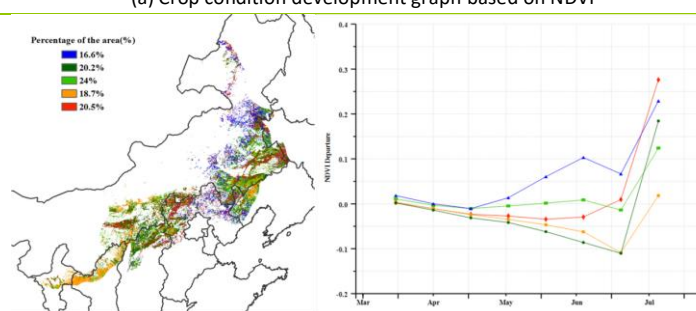 (a) Crop condition development graph based on NDVI
Percentage of the area(%)
16.6%
20.2%
24%
18.7%
20.5%
NDVI Departure
0.4
0.3
0.2
0.1
0.0
-0.1
-0.2
Mar
Apr
May
Jun
Jul